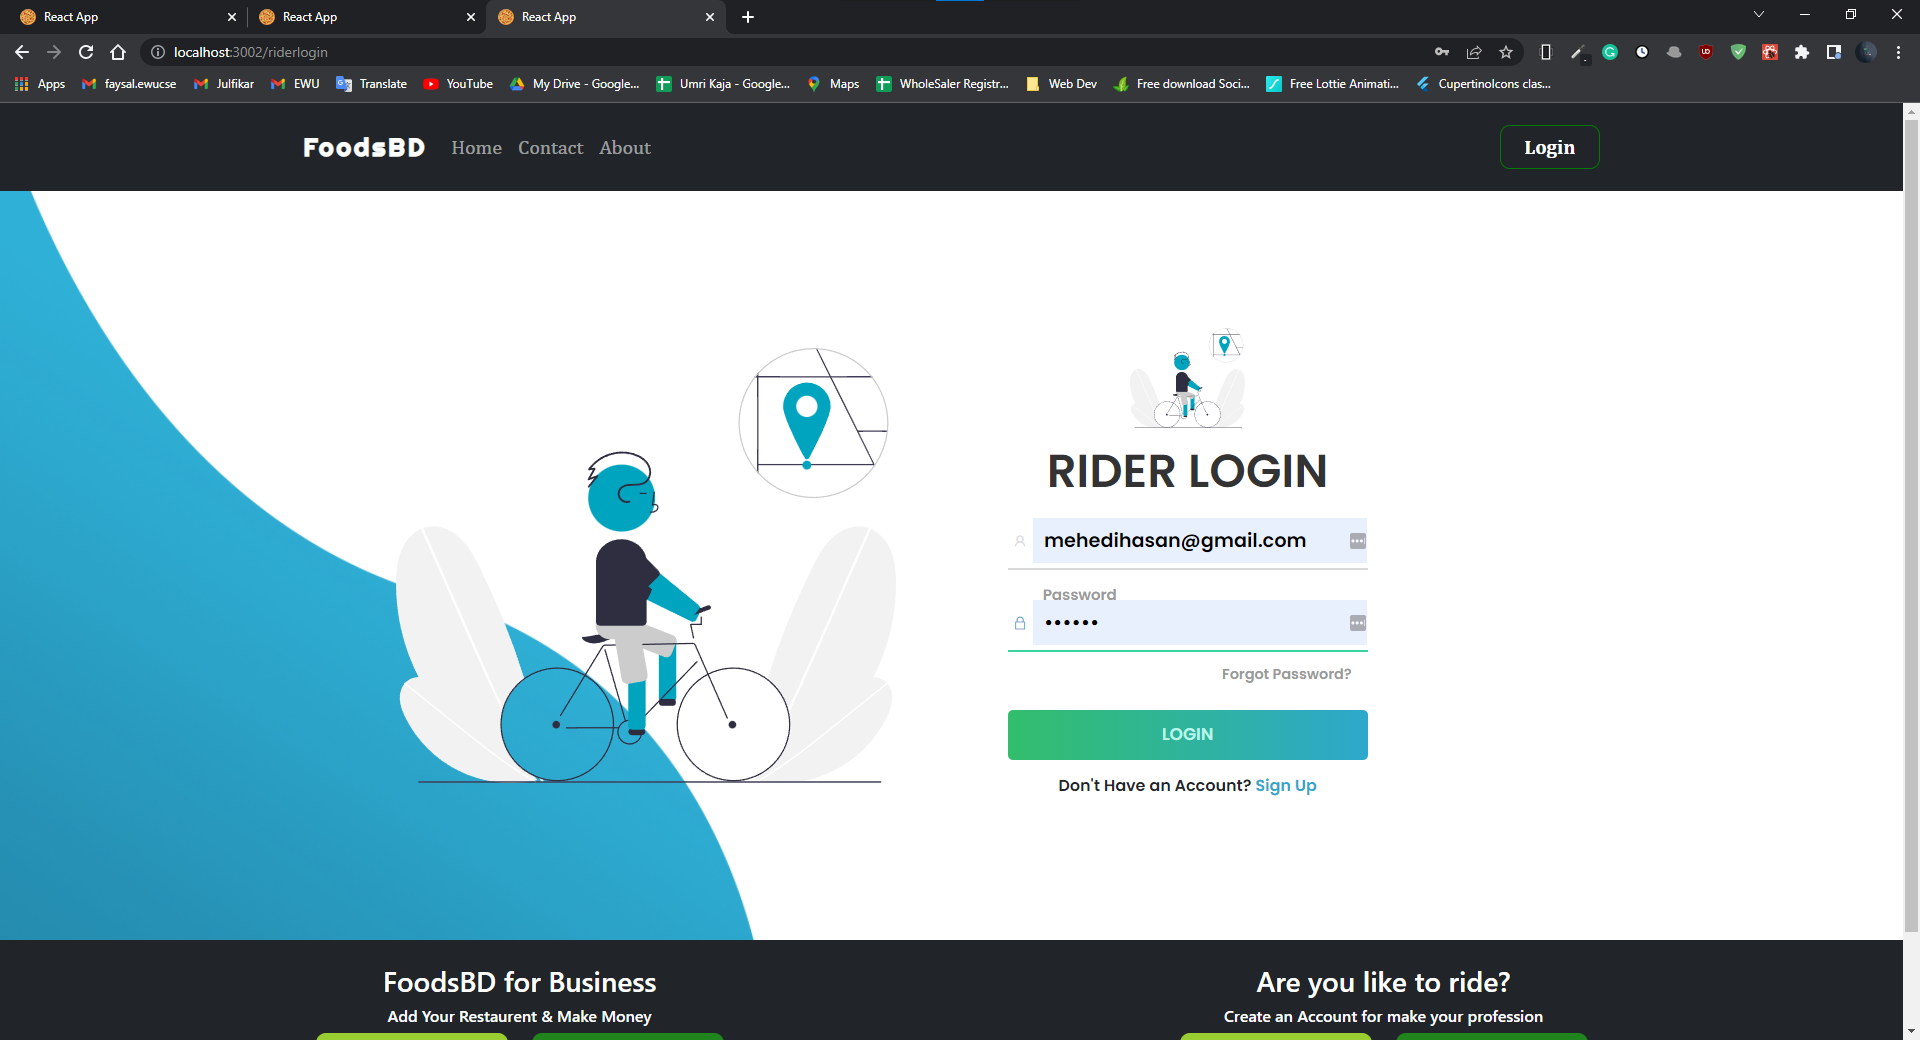 React App
React App
React App
localhost:3002/riderlogin
Apps
faysal.ewucse
Julfikar
EWU
Translate
YouTube
My Drive - Google...
Umri Kaja - Google...
Maps
WholeSaler Registr...
Web Dev
Free download Soci...
Free Lottie Animati...
CupertinoIcons clas...
FoodsBD
Home
Contact
About
Login
RIDER LOGIN
mehedihasan@gmail.com
Password
••••••
Forgot Password?
LOGIN
Don't Have an Account? Sign Up
FoodsBD for Business
Add Your Restaurent & Make Money
Are you like to ride?
Create an Account for make your profession